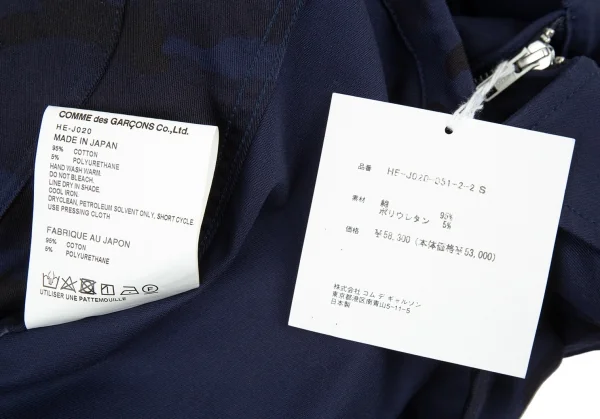 COMME des GARÇONS Co.,Ltd.
HE-J020
MADE IN JAPAN
95% COTTON
5% POLYURETHANE
HAND WASH WARM.
DO NOT BLEACH.
LINE DRY IN SHADE.
COOL IRON.
DRYCLEAN, PETROLEUM SOLVENT ONLY, SHORT CYCLE.
USE PRESSING CLOTH
FABRIQUE AU JAPON
95% COTTON
5% POLYURETHANE
UTILISER UNE PATTEMOUILLE
品番 HE-J020-051-2-2 S
素材 綿 95%
ポリウレタン 5%
価格 ¥58,300 (本体価格¥53,000)
株式会社 コム デ ギャルソン
東京都港区南青山5-11-5
日本製